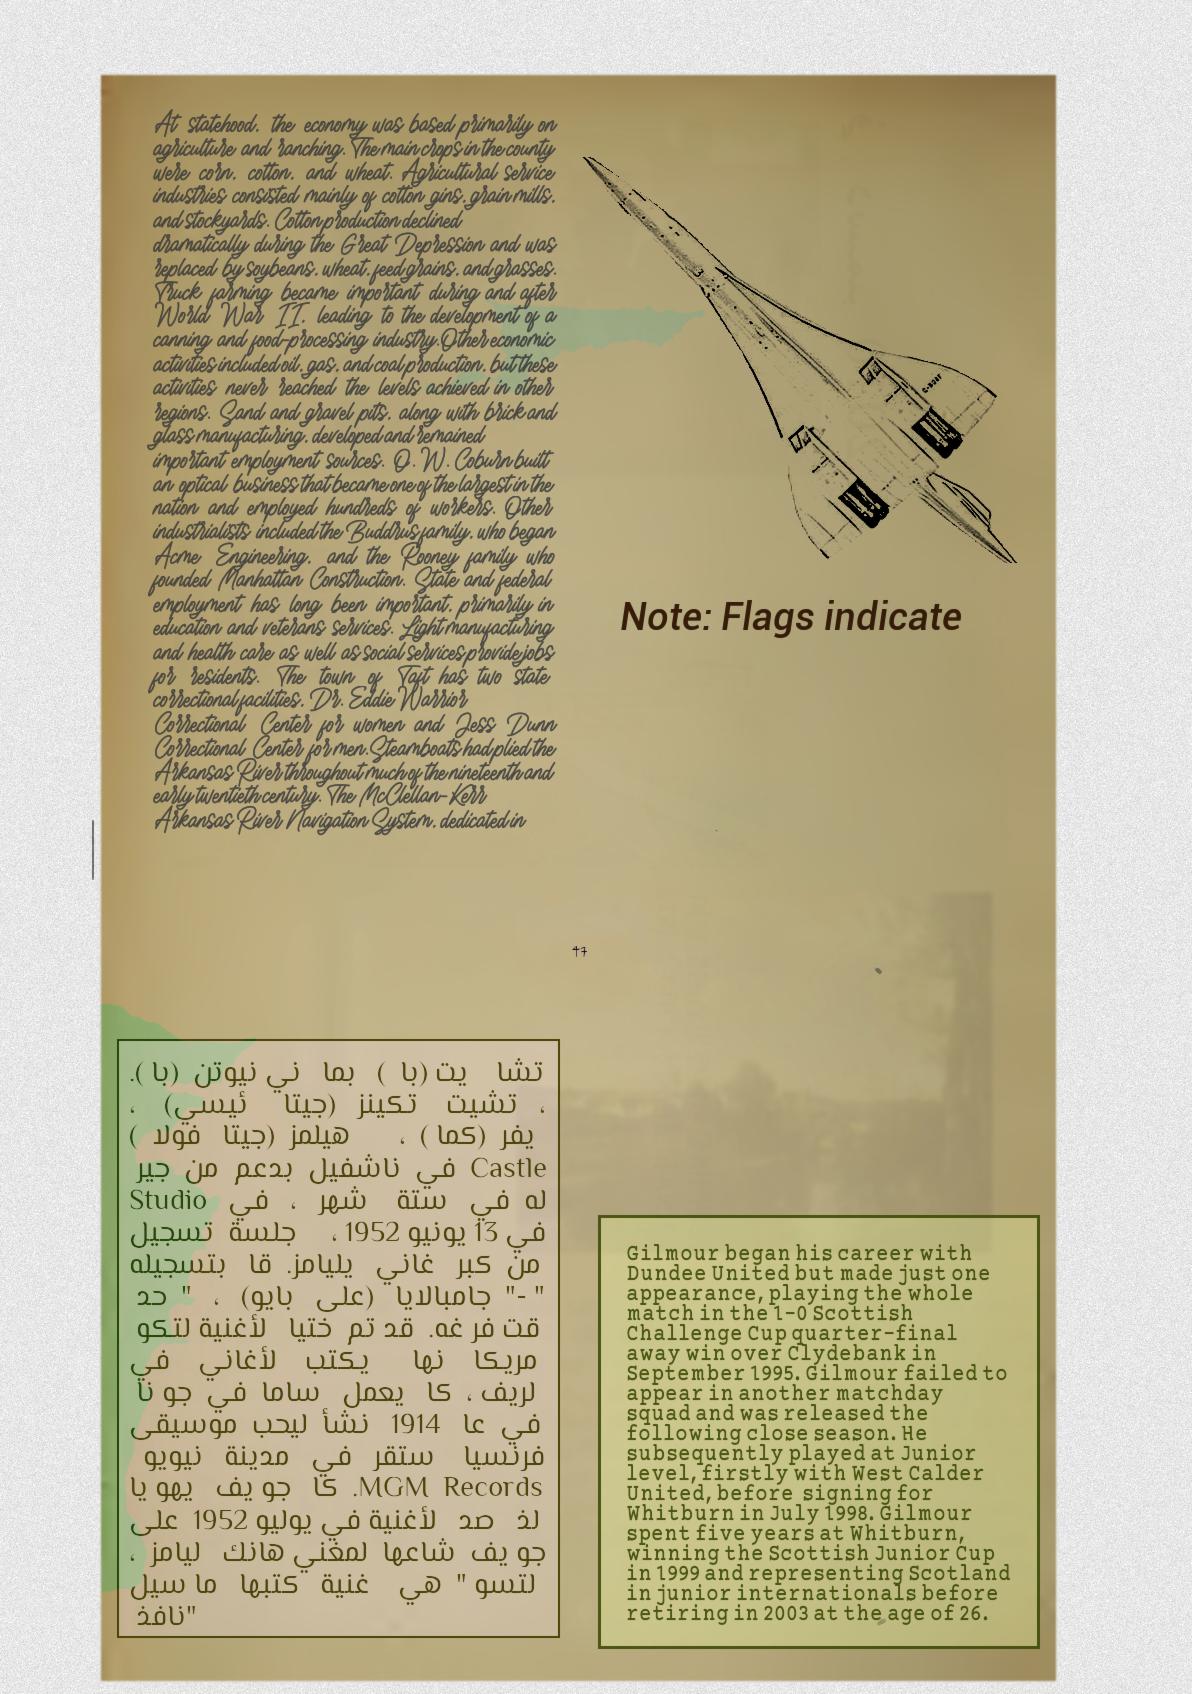 At statehood, the economy was based primarily on
agriculture and ranching. The main crops in the county
were corn, cotton, and wheat. Agricultural service
industries consisted mainly of cotton gins, grain mills,
and stockyards. Cotton production declined
dramatically during the Great Depression and was
replaced by soybeans, wheat, feed grains, and grasses.
Truck farming became important during and after
World War II, leading to the development of a
canning and food-processing industry. Other economic
activities included oil, gas, and coal production, but these
activities never reached the levels achieved in other
regions. Sand and gravel pits, along with brick and
glass manufacturing, developed and remained
important employment sources. O. W. Coburn built
an optical business that became one of the largest in the
nation and employed hundreds of workers. Other
industrialists included the Buddrus family, who began
Acme Engineering, and the Rooney family who
founded Manhattan Construction. State and federal
employment has long been important, primarily in
education and veterans services. Light manufacturing
and health care as well as social services provide jobs
for residents. The town of Taft has two state
correctional facilities, Dr. Eddie Warrior
Correctional Center for women and Jess Dunn
Correctional Center for men. Steamboats had plied the
Arkansas River throughout much of the nineteenth and
early twentieth century. The McClellan-Kerr
Arkansas River Navigation System, dedicated in
Note: Flags indicate
تشا يت (با ) بما ني نيوتن (با ).
، تشيت تكينز (جيتا ئيسي) ،
يفر (كما ) ، هيلمز (جيتا فولا )
Castle في ناشفيل بدعم من جير
له في ستة شهر ، في Studio
في 13 يونيو 1952 ، جلسة تسجيل
من كبر غاني يليامز. قا بتسجيله
"-" جامبالايا (على بايو) ، " حد
قت فر غه. قد تم ختيا لأغنية لتكو
مريكا نها يكتب لأغاني في
لريف ، كا يعمل ساما في جو نا
في عا 1914 نشأ ليحب موسيقى
فرنسيا ستقر في مدينة نيويو
MGM Records. كا جو يف يهو يا
لذ صد لأغنية في يوليو 1952 على
جو يف شاعها لمغني هانك ليامز ،
لتسو " هي غنية كتبها ما سيل
نافذ"
Gilmour began his career with
Dundee United but made just one
appearance, playing the whole
match in the 1–0 Scottish
Challenge Cup quarter-final
away win over Clydebank in
September 1995. Gilmour failed to
appear in another matchday
squad and was released the
following close season. He
subsequently played at Junior
level, firstly with West Calder
United, before signing for
Whitburn in July 1998. Gilmour
spent five years at Whitburn,
winning the Scottish Junior Cup
in 1999 and representing Scotland
in junior internationals before
retiring in 2003 at the age of 26.